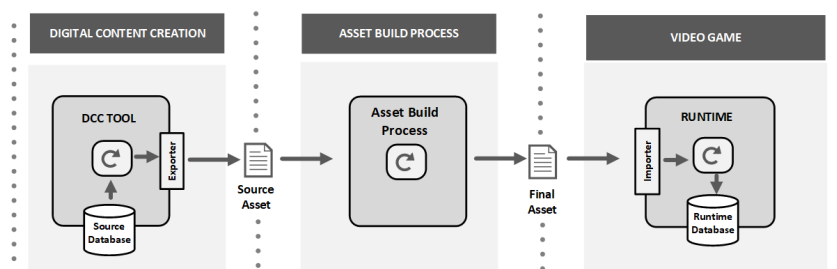 DIGITAL CONTENT CREATION
ASSET BUILD PROCESS
VIDEO GAME
DCC TOOL
Exporter
Source
Database
Source
Asset
Asset Build
Process
Final
Asset
RUNTIME
Importer
Runtime
Database